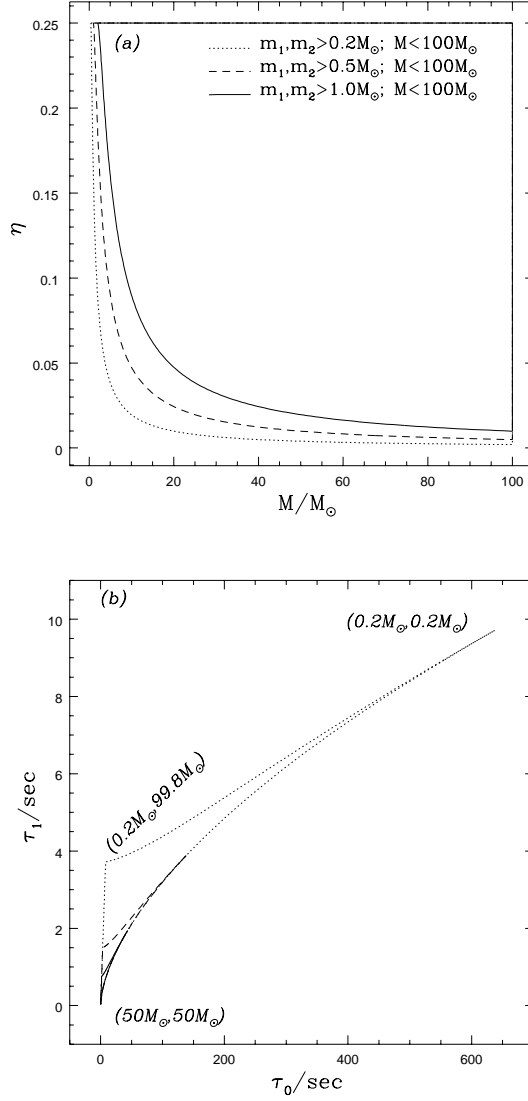 0.25
(a)
m₁,m₂>0.2M⊙; M<100M⊙
m₁,m₂>0.5M⊙; M<100M⊙
m₁,m₂>1.0M⊙; M<100M⊙
0.2
0.15
η
0.1
0.05
0
0 20 40 60 80 100
M/M⊙
(b)
10
(0.2M⊙,0.2M⊙)
8
6
(0.2M⊙,99.8M⊙)
τ₁/sec
4
2
0
(50M⊙,50M⊙)
0 200 400 600
τ₀/sec